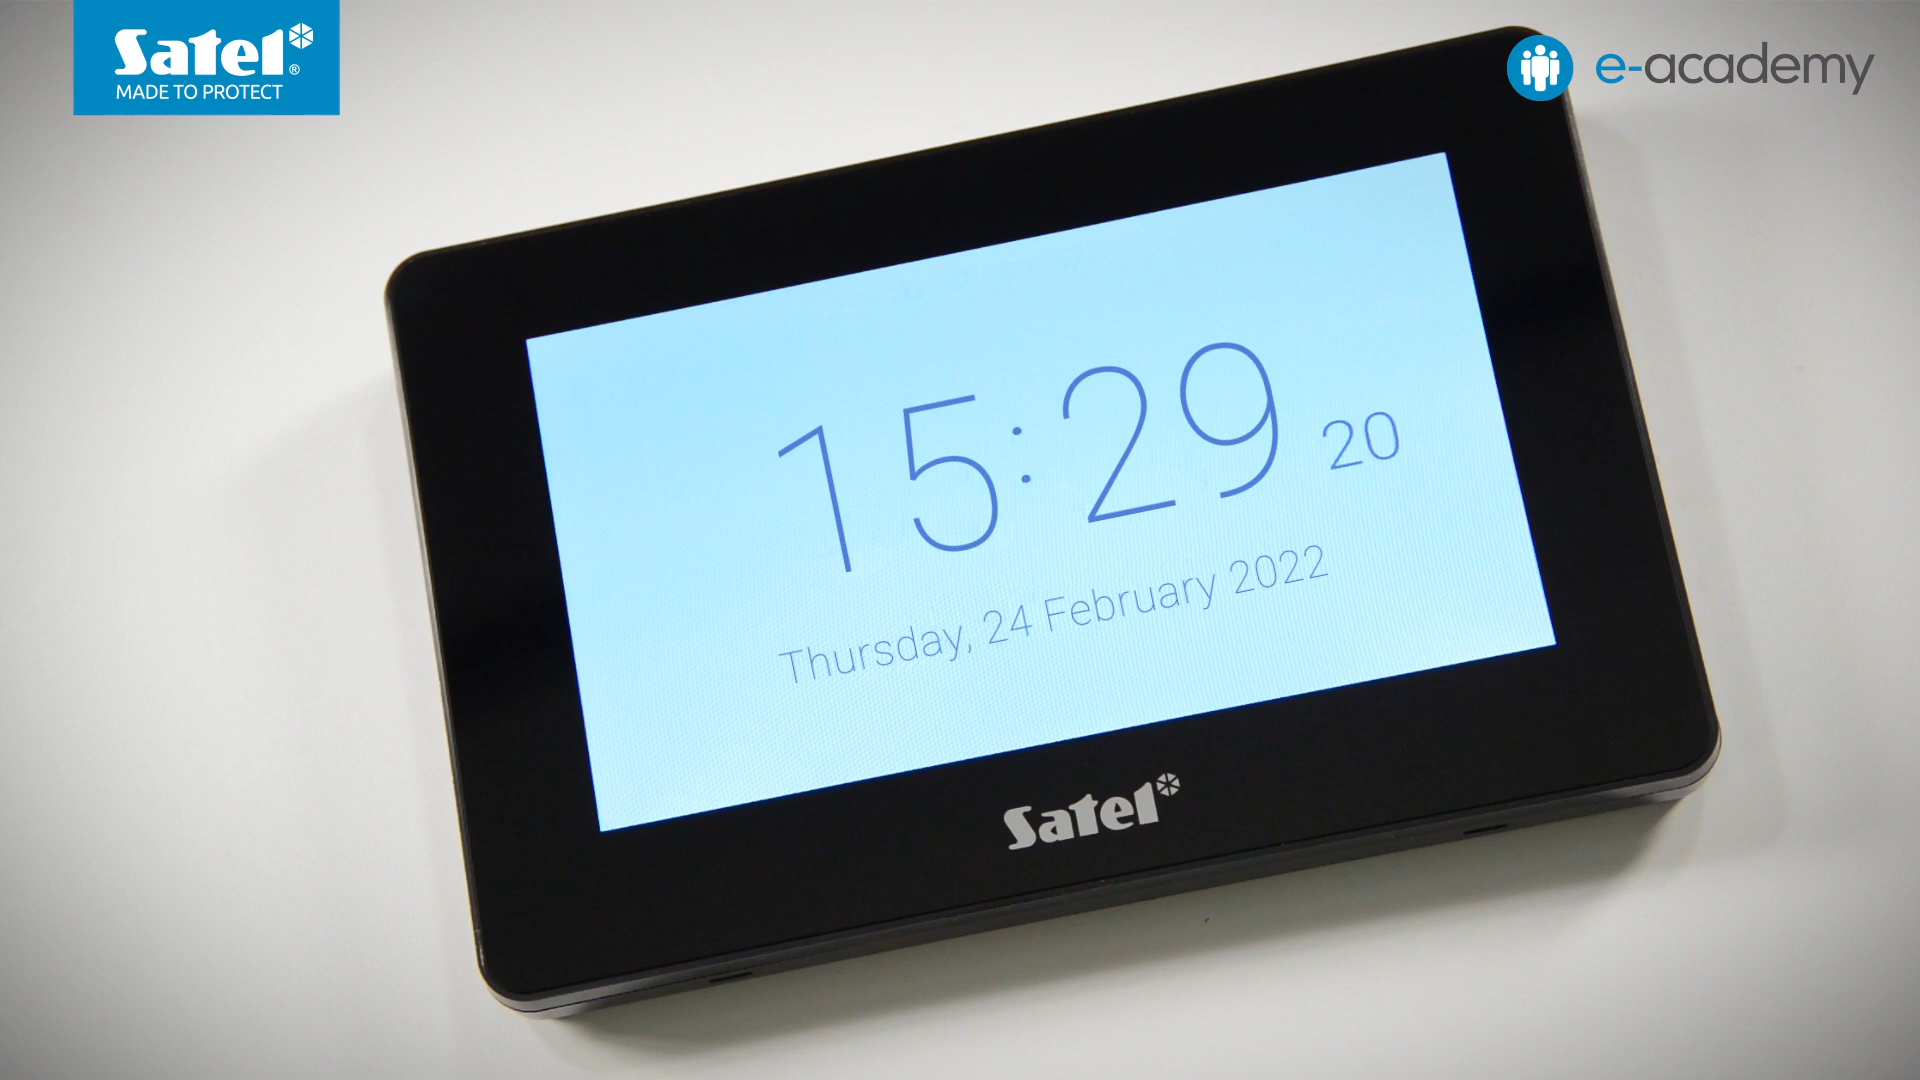 Satel®
MADE TO PROTECT
e-academy
15:29 20
Thursday, 24 February 2022
Satel